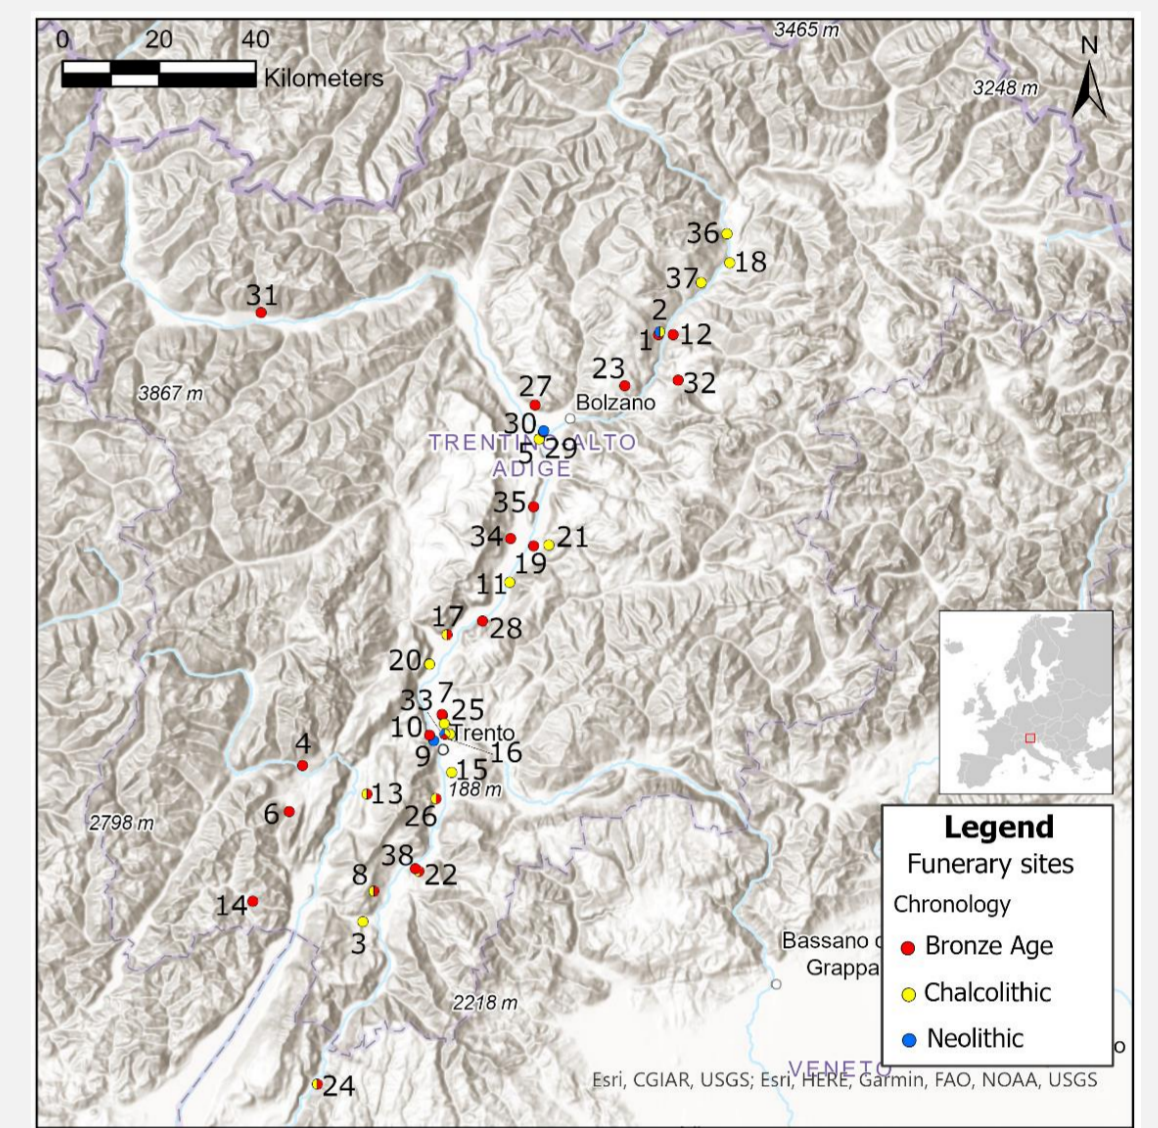 3465 m
0 20 40
Kilometers
N
3248 m
36
18
37
31
2
1
12
23
32
3867 m
27
Bolzano
30
TRENTINO-ALTO
5 29
ADIGE
35
34
21
19
11
17
28
20
33 7
25
10
Trento
9
16
4
15
13
188 m
6
26
2798 m
38
8
22
14
3
Bassano
Grappa
2218 m
24
VENETO
Legend
Funerary sites
Chronology
Bronze Age
Chalcolithic
Neolithic
o
Esri, CGIAR, USGS; Esri, HERE, Garmin, FAO, NOAA, USGS